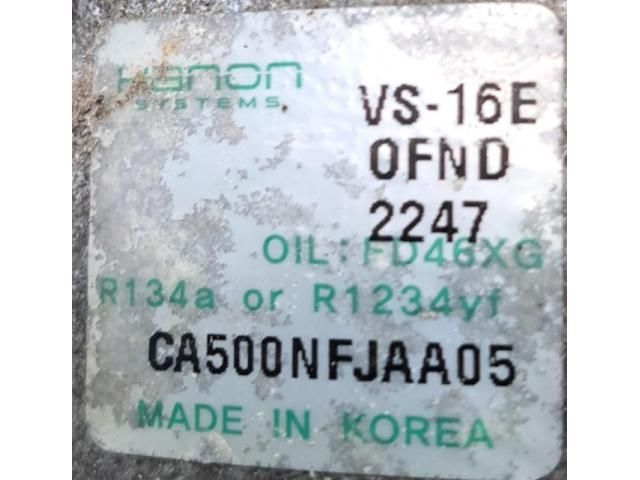 Hanon
SYSTEMS
VS-16E
0FND
2247
OIL: FD46XG
R134a or R1234yf
CA500NFJAA05
MADE IN KOREA